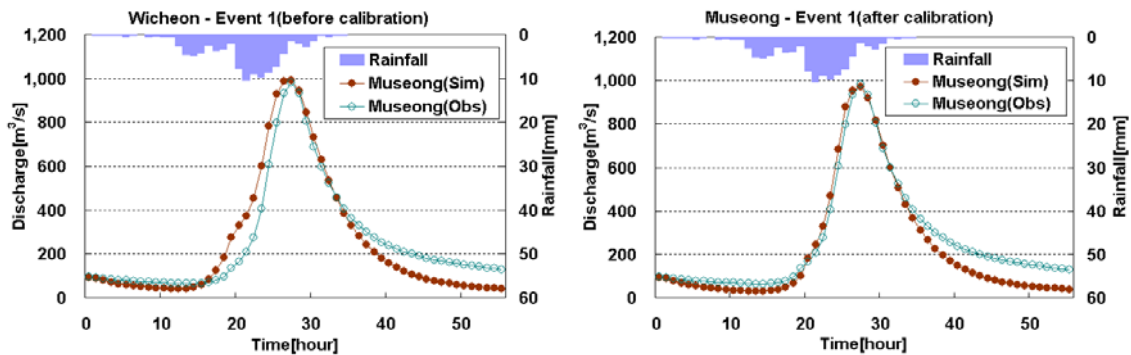 Wicheon - Event 1(before calibration)
1,200
1,000
800
600
400
200
0
Discharge[m³/s]
0
10
20
30
40
50
60
Rainfall[mm]
Rainfall
Museong(Sim)
Museong(Obs)
0
10
20
30
40
50
Time[hour]
Museong - Event 1(after calibration)
1,200
1,000
800
600
400
200
0
Discharge[m³/s]
0
10
20
30
40
50
60
Rainfall[mm]
Rainfall
Museong(Sim)
Museong(Obs)
0
10
20
30
40
50
Time[hour]